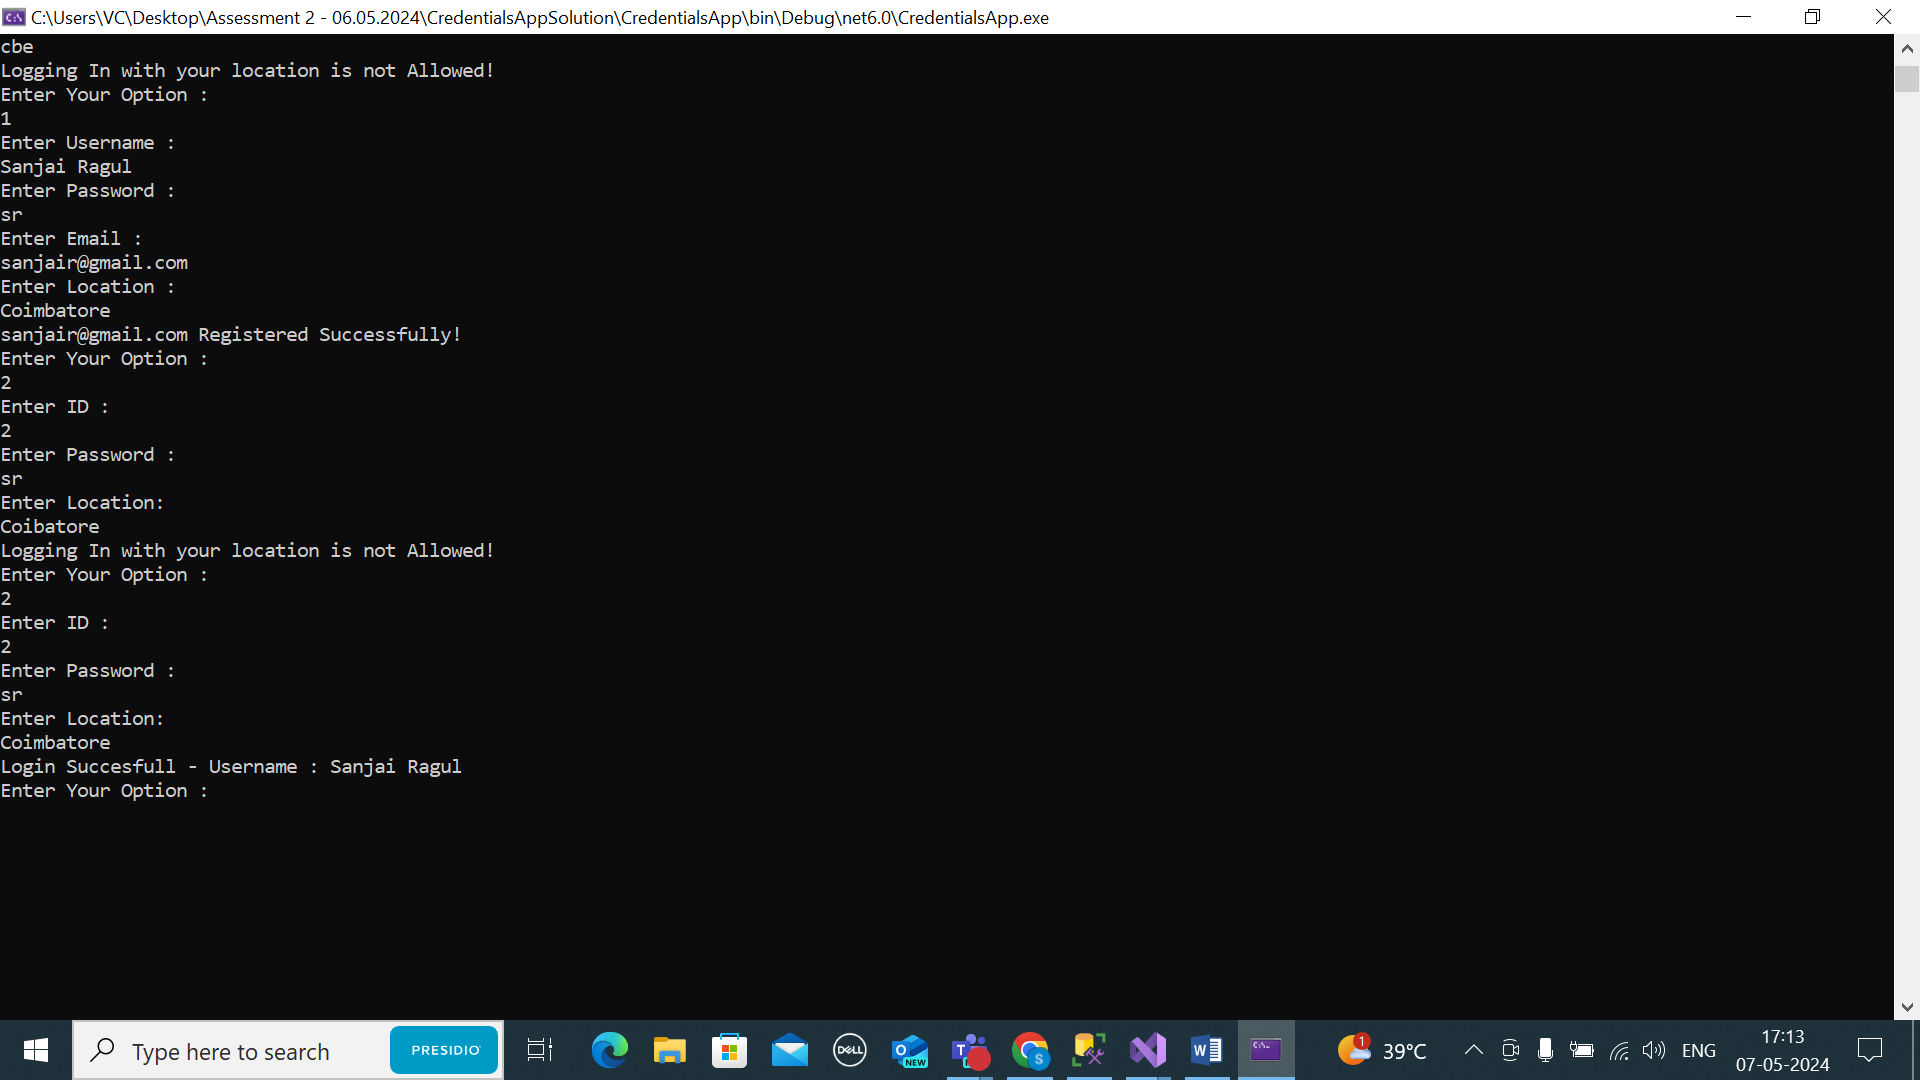 C:\Users\VC\Desktop\Assessment 2 - 06.05.2024\CredentialsAppSolution\CredentialsApp\bin\Debug\net6.0\CredentialsApp.exe
cbe
Logging In with your location is not Allowed!
Enter Your Option :
1
Enter Username :
Sanjai Ragul
Enter Password :
sr
Enter Email :
sanjair@gmail.com
Enter Location :
Coimbatore
sanjair@gmail.com Registered Successfully!
Enter Your Option :
2
Enter ID :
2
Enter Password :
sr
Enter Location:
Coibatore
Logging In with your location is not Allowed!
Enter Your Option :
2
Enter ID :
2
Enter Password :
sr
Enter Location:
Coimbatore
Login Succesfull - Username : Sanjai Ragul
Enter Your Option :
Type here to search
PRESIDIO
DELL
NEW
S
1
39°C
ENG
17:13
07-05-2024